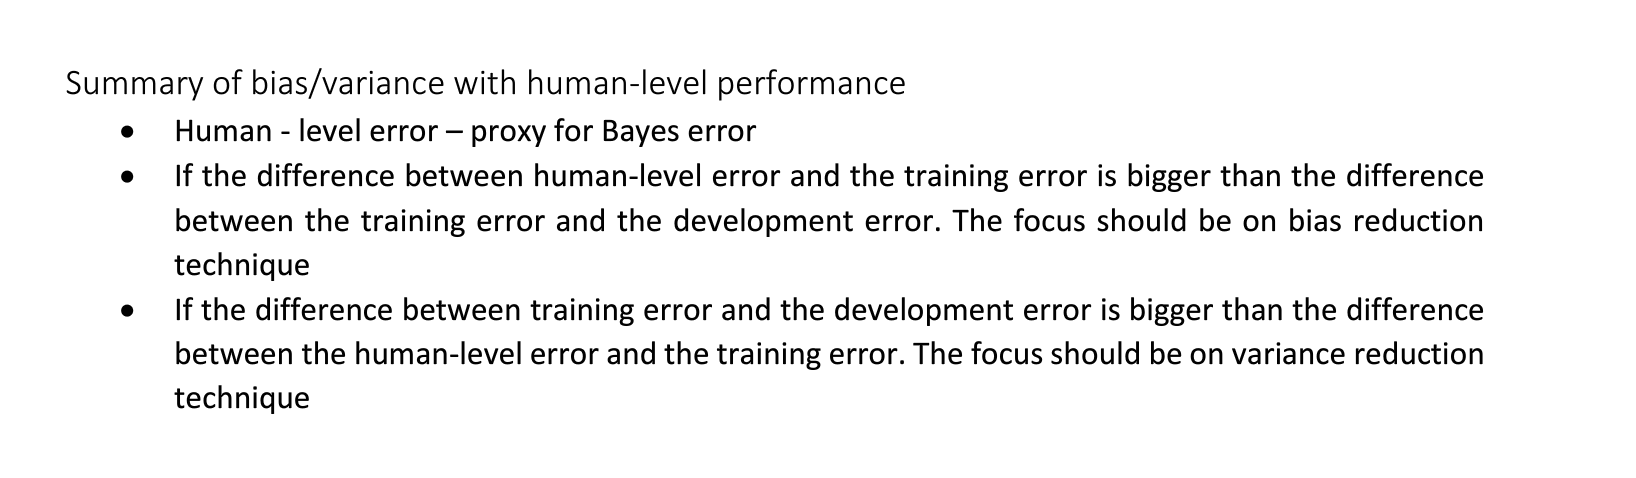 Summary of bias/variance with human-level performance
• Human - level error – proxy for Bayes error
• If the difference between human-level error and the training error is bigger than the difference
between the training error and the development error. The focus should be on bias reduction
technique
• If the difference between training error and the development error is bigger than the difference
between the human-level error and the training error. The focus should be on variance reduction
technique